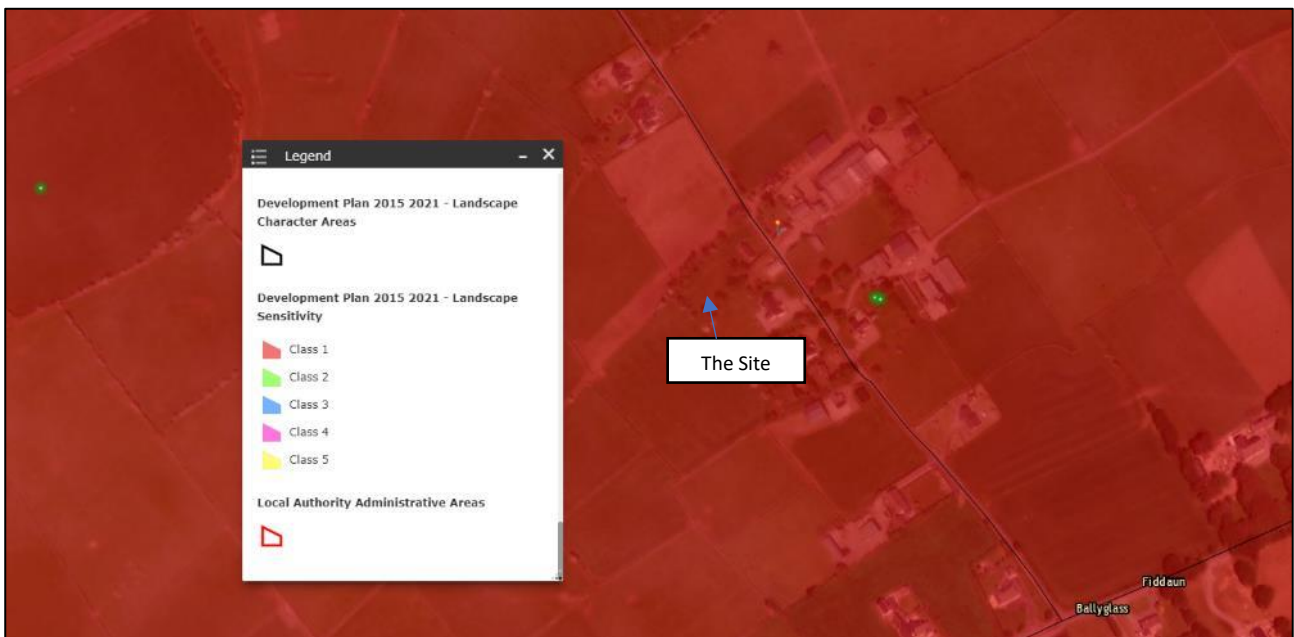 Legend
Development Plan 2015 2021 - Landscape
Character Areas
Development Plan 2015 2021 - Landscape
Sensitivity
Class 1
Class 2
Class 3
Class 4
Class 5
Local Authority Administrative Areas
The Site
Fiddaun
Ballyglass